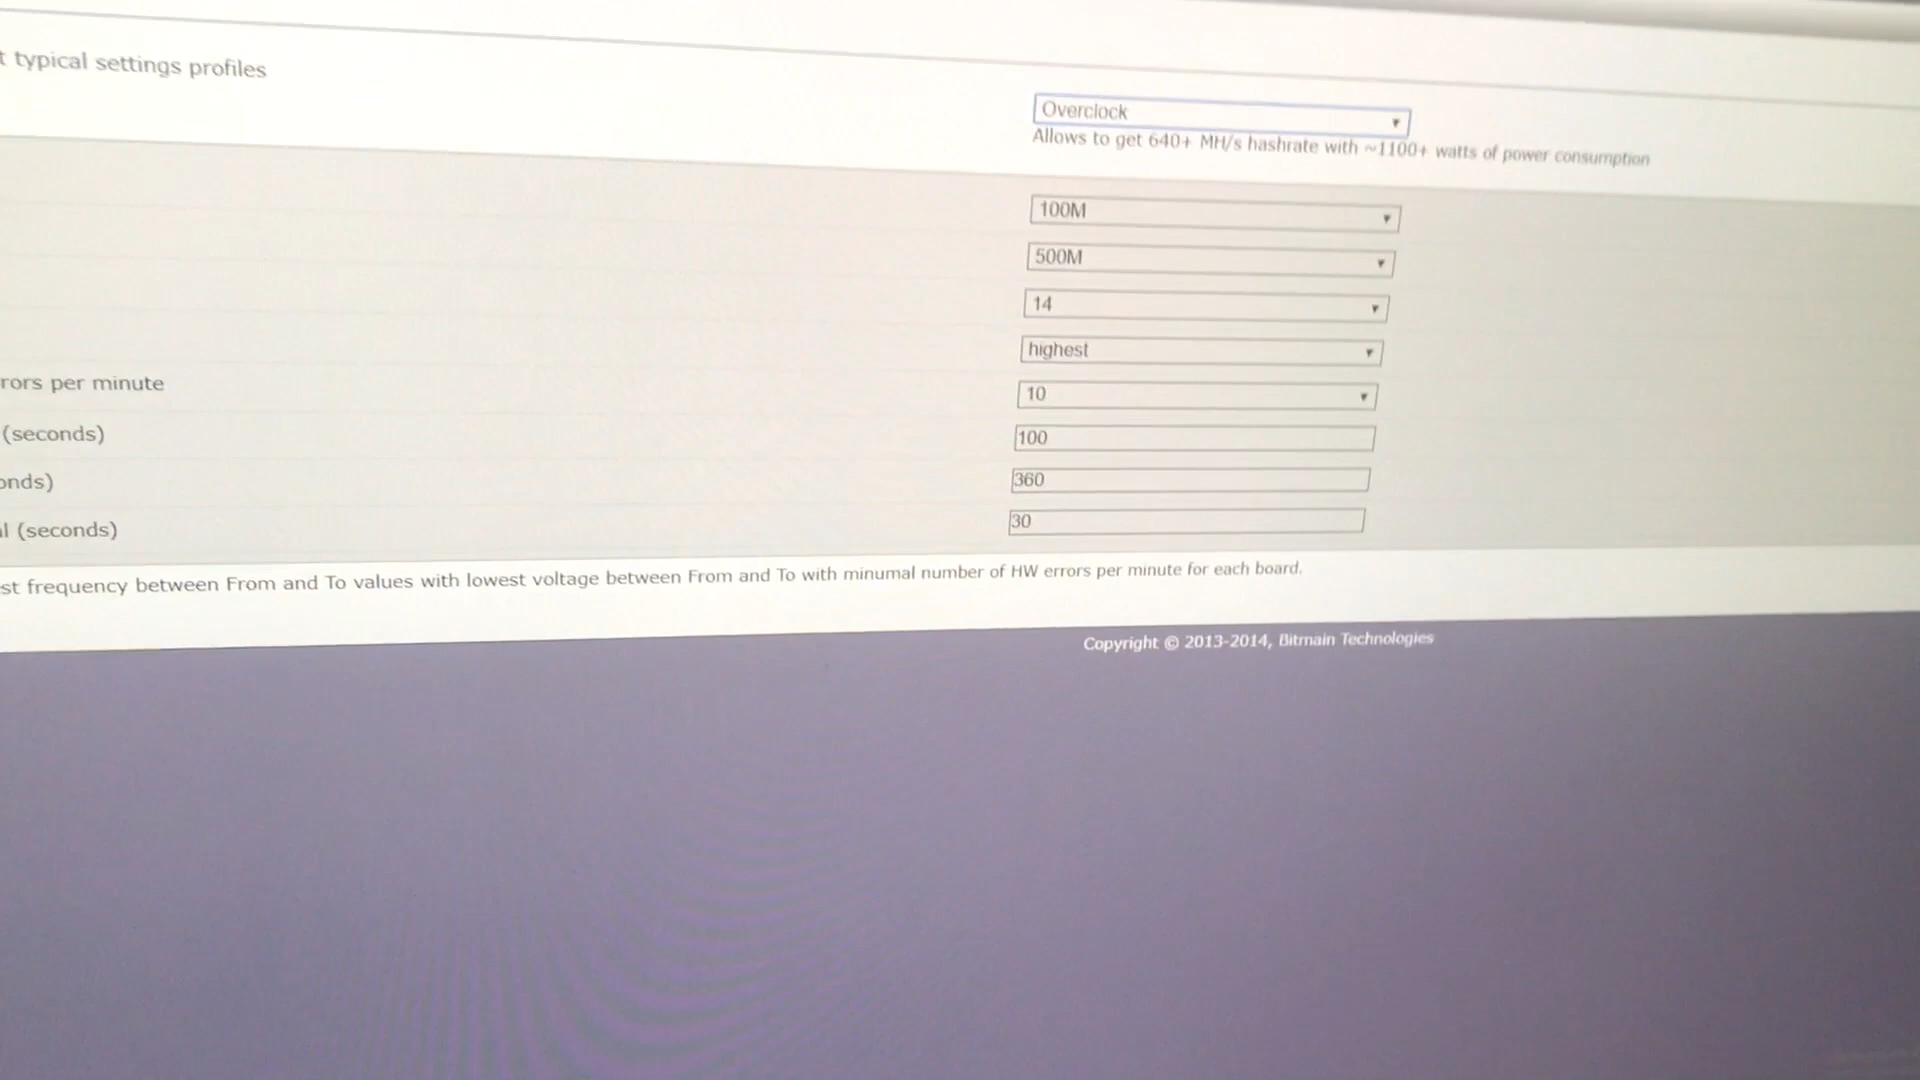 t typical settings profiles
Overclock
Allows to get 640+ MH/s hashrate with ~1100+ watts of power consumption
100M
500M
14
highest
rors per minute
10
(seconds)
100
onds)
360
al (seconds)
30
st frequency between From and To values with lowest voltage between From and To with minumal number of HW errors per minute for each board.
Copyright © 2013-2014, Bitmain Technologies